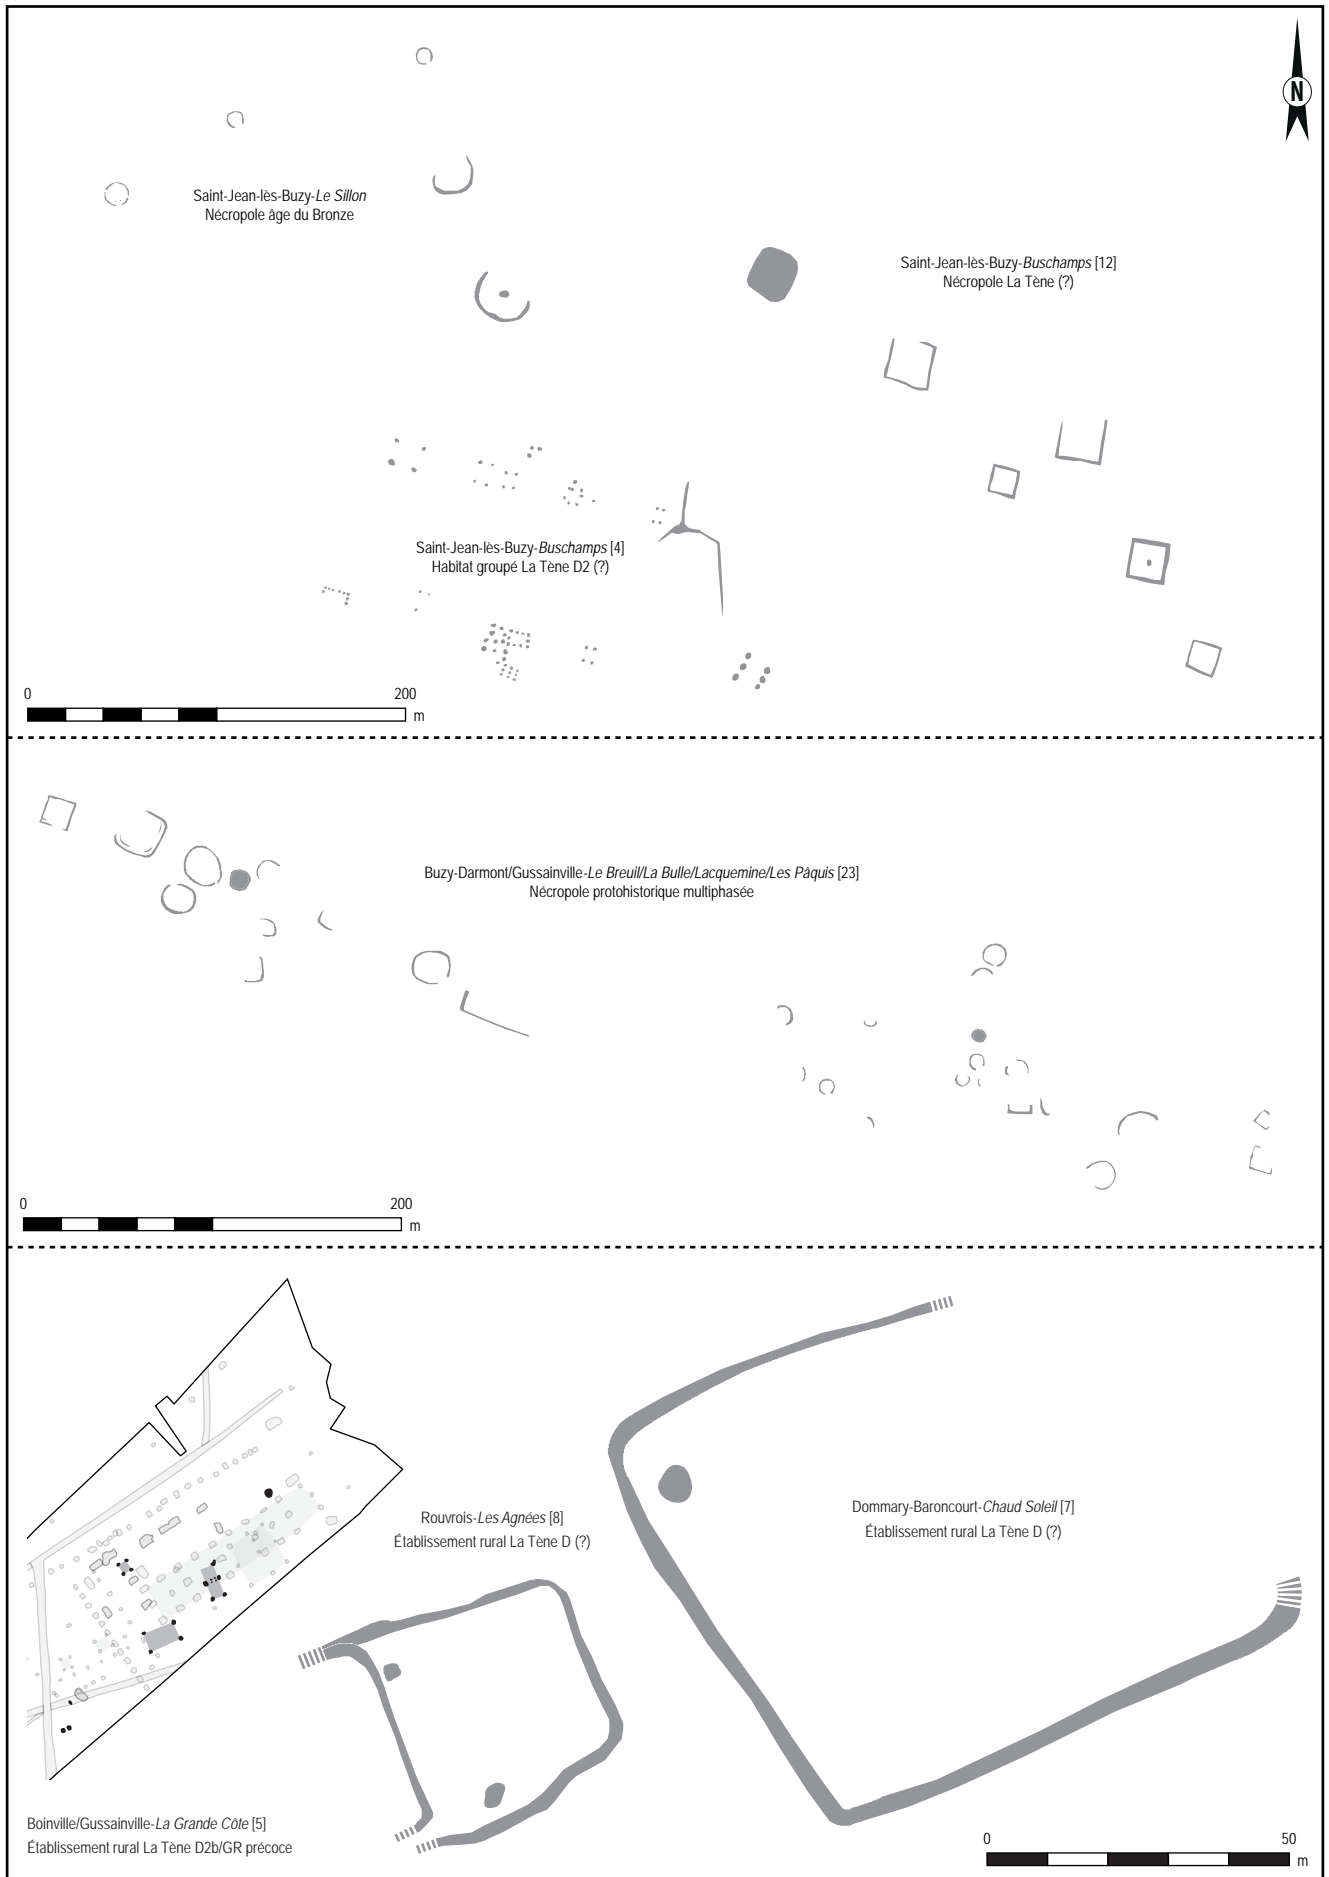 N
Saint-Jean-lès-Buzy-Le Sillon
Nécropole âge du Bronze
Saint-Jean-lès-Buzy-Buschamps [12]
Nécropole La Tène (?)
Saint-Jean-lès-Buzy-Buschamps [4]
Habitat groupé La Tène D2 (?)
0 200
m
Buzy-Darmont/Gussainville-Le Breuil/La Bulle/Lacquemine/Les Pâquis [23]
Nécropole protohistorique multiphasée
0 200
m
Rouvrois-Les Agnées [8]
Établissement rural La Tène D (?)
Dommary-Baroncourt-Chaud Soleil [7]
Établissement rural La Tène D (?)
Boinville/Gussainville-La Grande Côte [5]
Établissement rural La Tène D2b/GR précoce
0 50
m